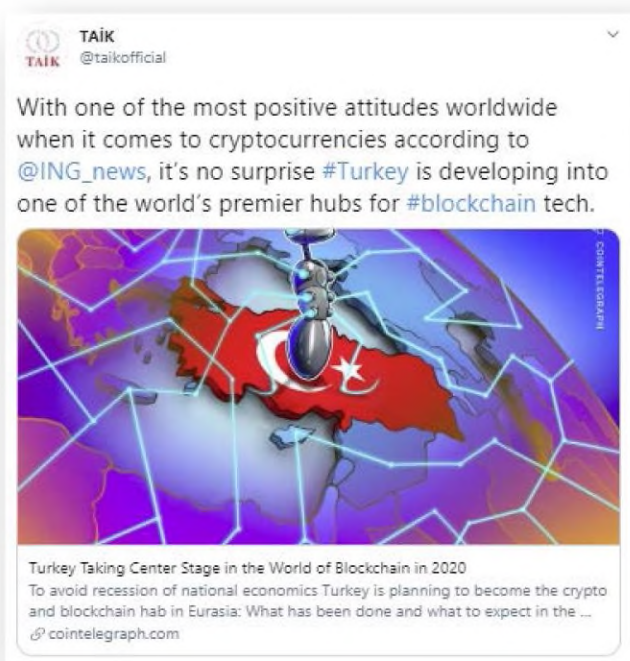 TAİK
TAİK
@taikofficial
With one of the most positive attitudes worldwide
when it comes to cryptocurrencies according to
@ING_news, it's no surprise #Turkey is developing into
one of the world's premier hubs for #blockchain tech.
COINTELEGRAPH
Turkey Taking Center Stage in the World of Blockchain in 2020
To avoid recession of national economics Turkey is planning to become the crypto
and blockchain hab in Eurasia: What has been done and what to expect in the ...
cointelegraph.com